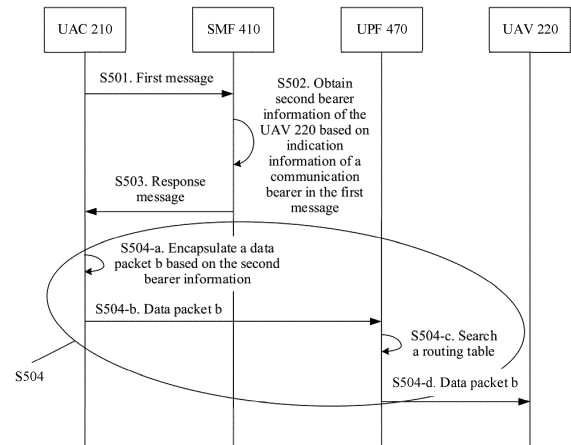 UAC 210
SMF 410
UPF 470
UAV 220
S501. First message
S502. Obtain
second bearer
information of the
UAV 220 based on
indication
information of a
communication
bearer in the first
message
S503. Response
message
S504-a. Encapsulate a data
packet b based on the second
bearer information
S504-b. Data packet b
S504-c. Search
a routing table
S504
S504-d. Data packet b